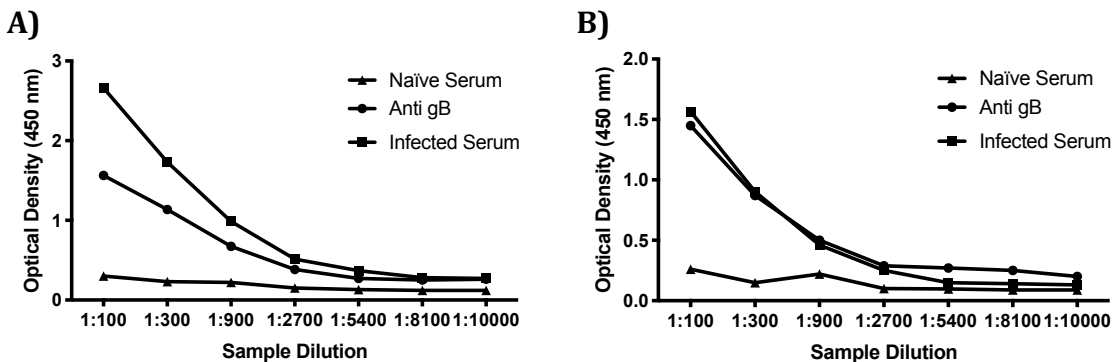 A)
Optical Density (450 nm)
3
2
1
0
Naïve Serum
Anti gB
Infected Serum
1:100 1:300 1:900 1:2700 1:5400 1:8100 1:10000
Sample Dilution
B)
Optical Density (450 nm)
2.0
1.5
1.0
0.5
0.0
Naïve Serum
Anti gB
Infected Serum
1:100 1:300 1:900 1:2700 1:5400 1:8100 1:10000
Sample Dilution